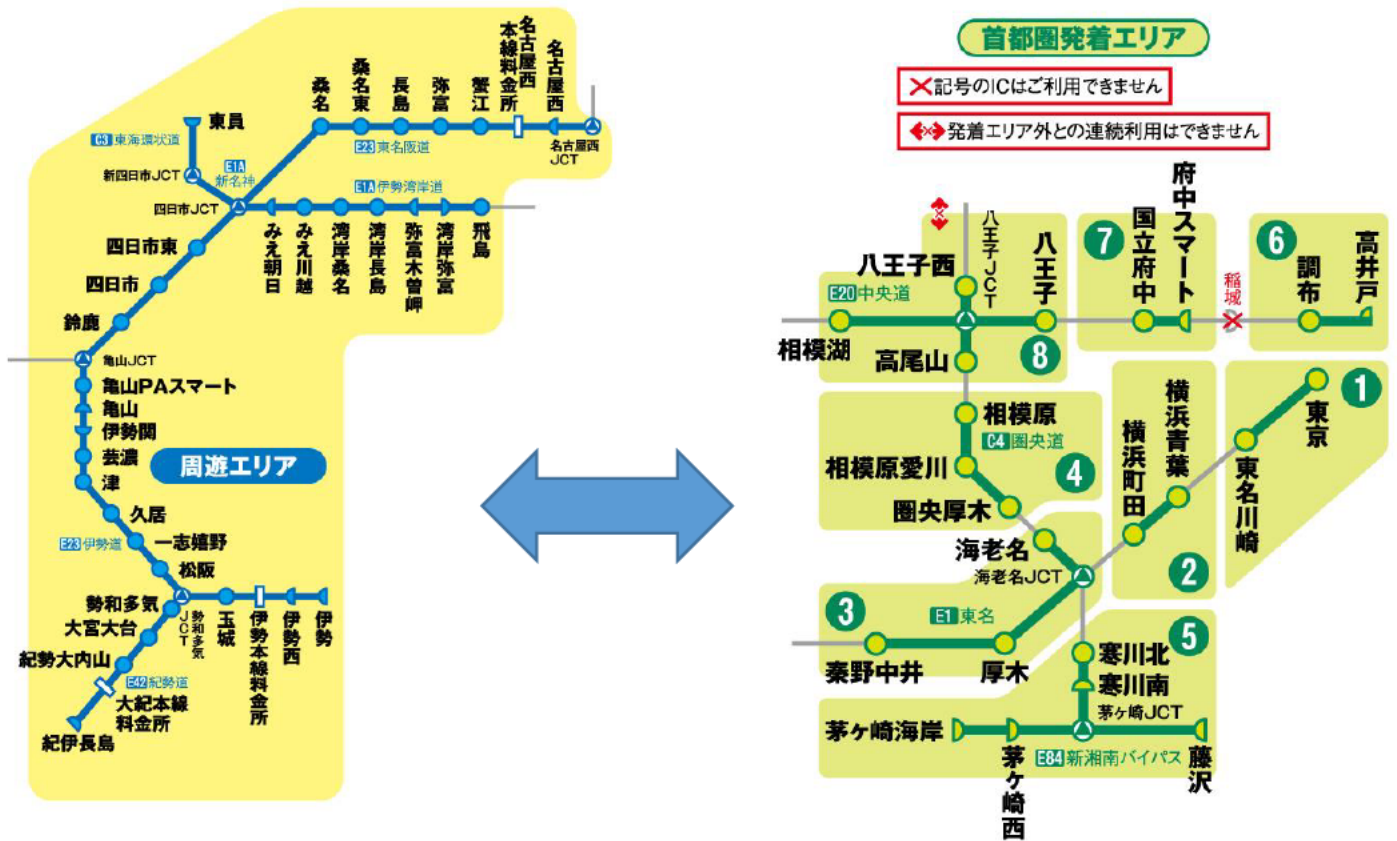 名古屋西
本線料金所
名古屋西
桑名
桑名東
長島
弥富
蟹江
名古屋西
JCT
E23 東名阪道
東員
C3 東海環状道
新四日市JCT
E1A
新名神
四日市JCT
E1A 伊勢湾岸道
みえ朝日
みえ川越
湾岸桑名
湾岸長島
弥富木曽岬
湾岸弥富
飛島
四日市東
四日市
鈴鹿
亀山JCT
亀山PAスマート
亀山
伊勢関
芸濃
津
周遊エリア
久居
E23 伊勢道
一志嬉野
松阪
勢和多気
勢和多気
JCT
玉城
伊勢本線料金所
伊勢西
伊勢
大宮大台
紀勢大内山
E42 紀勢道
大紀本線
料金所
紀伊長島
首都圏発着エリア
×記号のICはご利用できません
発着エリア外との連続利用はできません
八王子JCT
八王子西
八王子
E20 中央道
相模湖
高尾山
8
7
国立府中
府中スマート
稲城
6
調布
高井戸
1
東京
東名川崎
横浜青葉
横浜町田
2
相模原
C4 圏央道
相模原愛川
4
圏央厚木
海老名
海老名JCT
3
E1 東名
秦野中井
厚木
5
寒川北
寒川南
茅ヶ崎JCT
茅ヶ崎海岸
茅ヶ崎西
E84 新湘南バイパス
藤沢